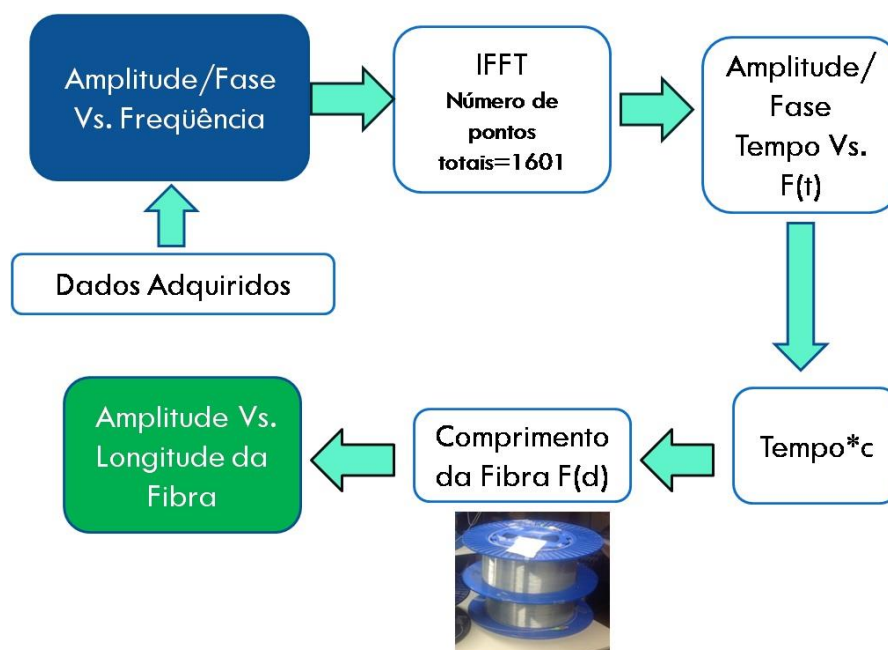 Amplitude/Fase
Vs. Freqüência
IFFT
Número de
pontos
totais=1601
Amplitude/
Fase
Tempo Vs.
F(t)
Dados Adquiridos
Amplitude Vs.
Longitude da
Fibra
Comprimento
da Fibra F(d)
Tempo*c